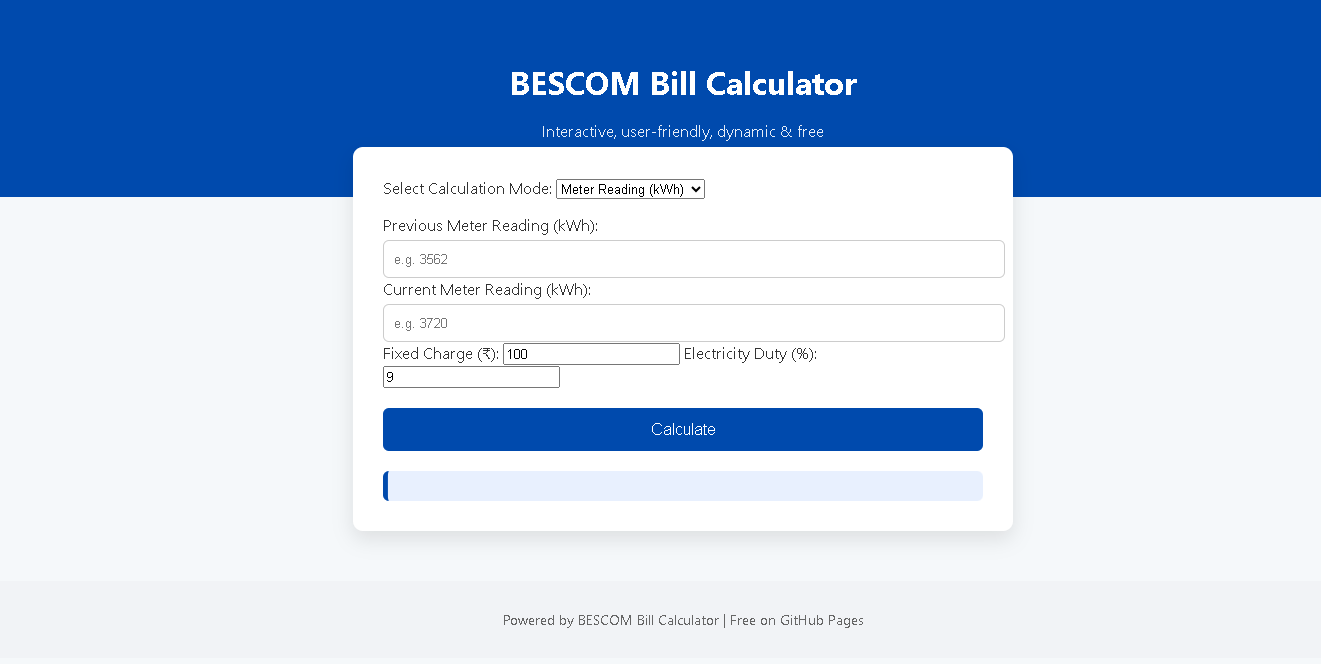 BESCOM Bill Calculator
Interactive, user-friendly, dynamic & free
Select Calculation Mode: Meter Reading (kWh)
Previous Meter Reading (kWh):
e.g. 3562
Current Meter Reading (kWh):
e.g. 3720
Fixed Charge (₹): 100 Electricity Duty (%):
9
Calculate
Powered by BESCOM Bill Calculator | Free on GitHub Pages